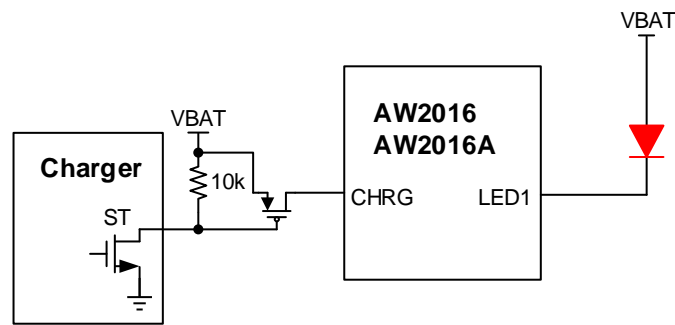 VBAT
AW2016
AW2016A
VBAT
Charger
10k
CHRG
LED1
ST